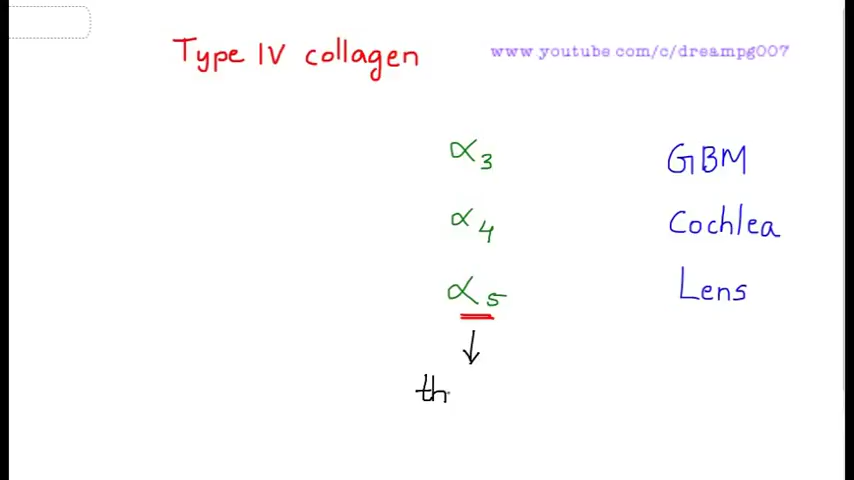 Type IV collagen www.youtube.com/c/dreampg007
α3 GBM
α4 Cochlea
α5 Lens
↓
th